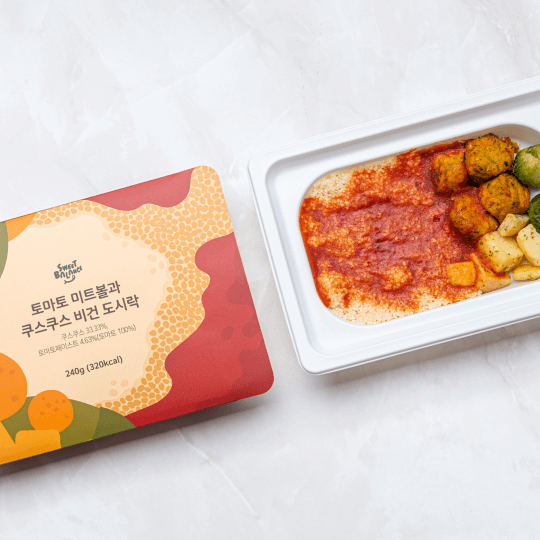 SWEET
BALANCE
토마토 미트볼과
쿠스쿠스 비건 도시락
쿠스쿠스 33.33%,
토마토페이스트 4.63%(토마토 100%)
240g (320kcal)